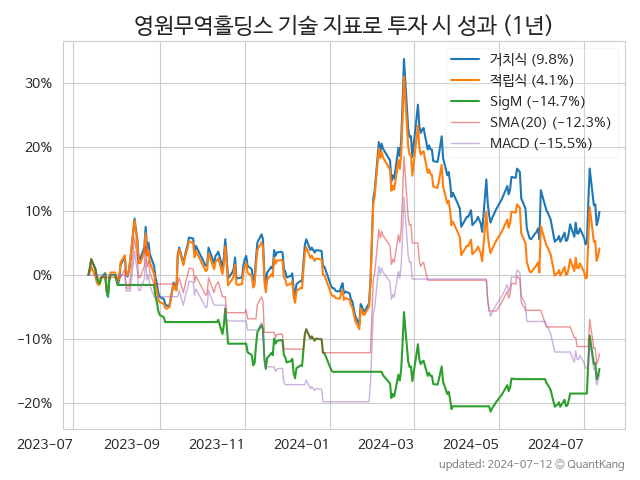 영원무역홀딩스 기술 지표로 투자 시 성과 (1년)
거치식 (9.8%)
적립식 (4.1%)
SigM (−14.7%)
SMA(20) (−12.3%)
MACD (−15.5%)
30%
20%
10%
0%
−10%
−20%
2023-07 2023-09 2023-11 2024-01 2024-03 2024-05 2024-07
updated: 2024-07-12 © QuantKang